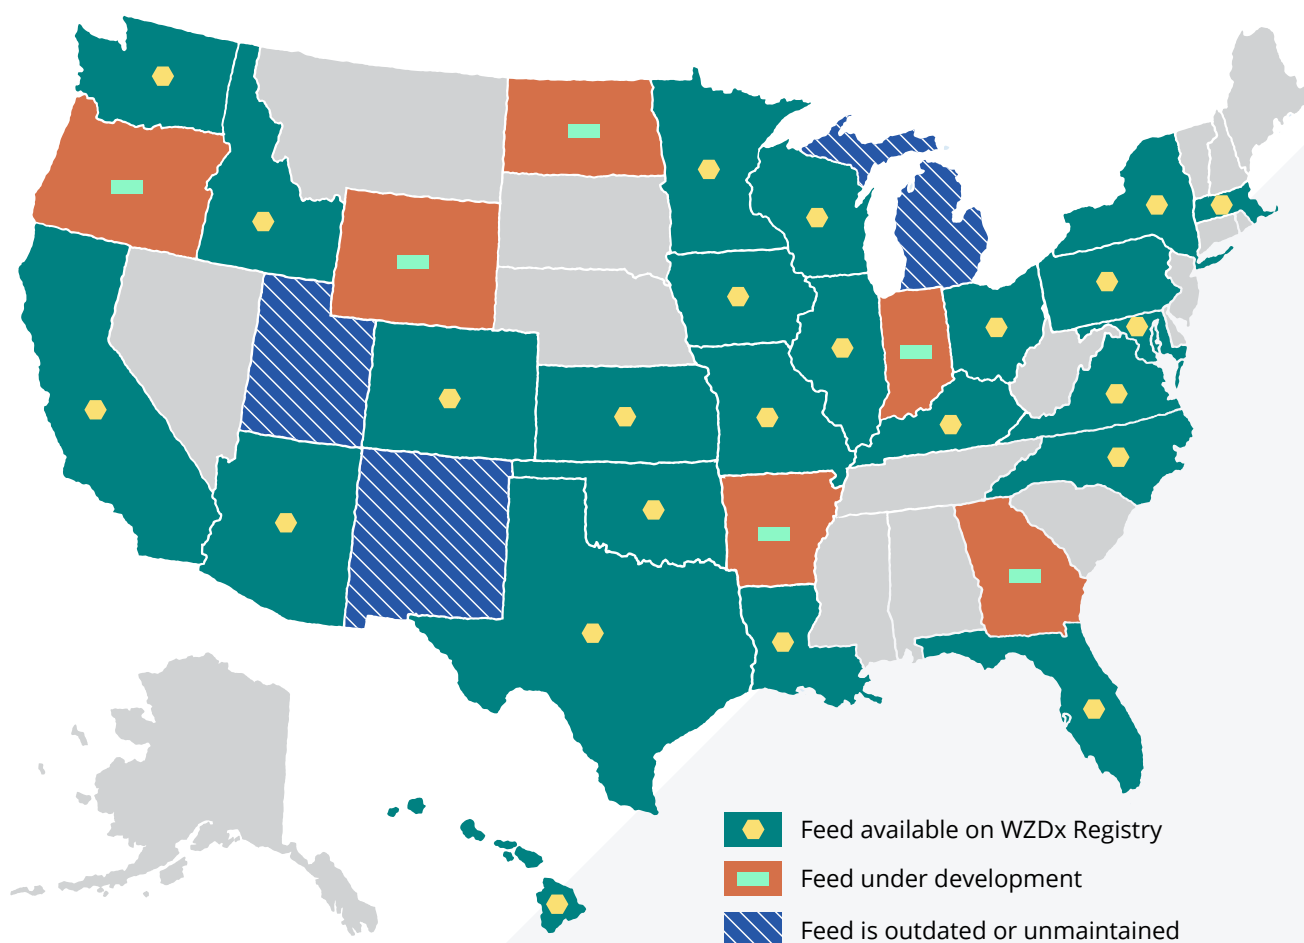 Feed available on WZDx Registry
Feed under development
Feed is outdated or unmaintained